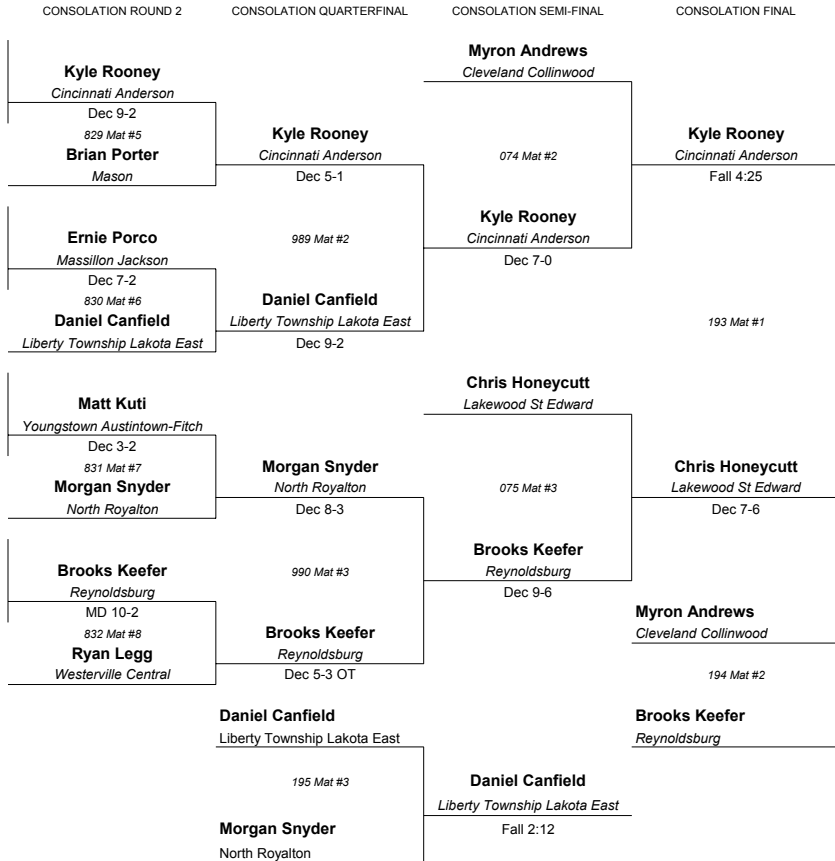 CONSOLATION ROUND 2
CONSOLATION QUARTERFINAL
CONSOLATION SEMI-FINAL
CONSOLATION FINAL
Kyle Rooney
Cincinnati Anderson
Dec 9-2
829 Mat #5
Brian Porter
Mason
Ernie Porco
Massillon Jackson
Dec 7-2
830 Mat #6
Daniel Canfield
Liberty Township Lakota East
Matt Kuti
Youngstown Austintown-Fitch
Dec 3-2
831 Mat #7
Morgan Snyder
North Royalton
Brooks Keefer
Reynoldsburg
MD 10-2
832 Mat #8
Ryan Legg
Westerville Central
Kyle Rooney
Cincinnati Anderson
Dec 5-1
989 Mat #2
Daniel Canfield
Liberty Township Lakota East
Dec 9-2
Morgan Snyder
North Royalton
Dec 8-3
990 Mat #3
Brooks Keefer
Reynoldsburg
Dec 5-3 OT
Daniel Canfield
Liberty Township Lakota East
195 Mat #3
Morgan Snyder
North Royalton
Myron Andrews
Cleveland Collinwood
074 Mat #2
Kyle Rooney
Cincinnati Anderson
Dec 7-0
Chris Honeycutt
Lakewood St Edward
075 Mat #3
Brooks Keefer
Reynoldsburg
Dec 9-6
Daniel Canfield
Liberty Township Lakota East
Fall 2:12
Kyle Rooney
Cincinnati Anderson
Fall 4:25
193 Mat #1
Chris Honeycutt
Lakewood St Edward
Dec 7-6
Myron Andrews
Cleveland Collinwood
194 Mat #2
Brooks Keefer
Reynoldsburg